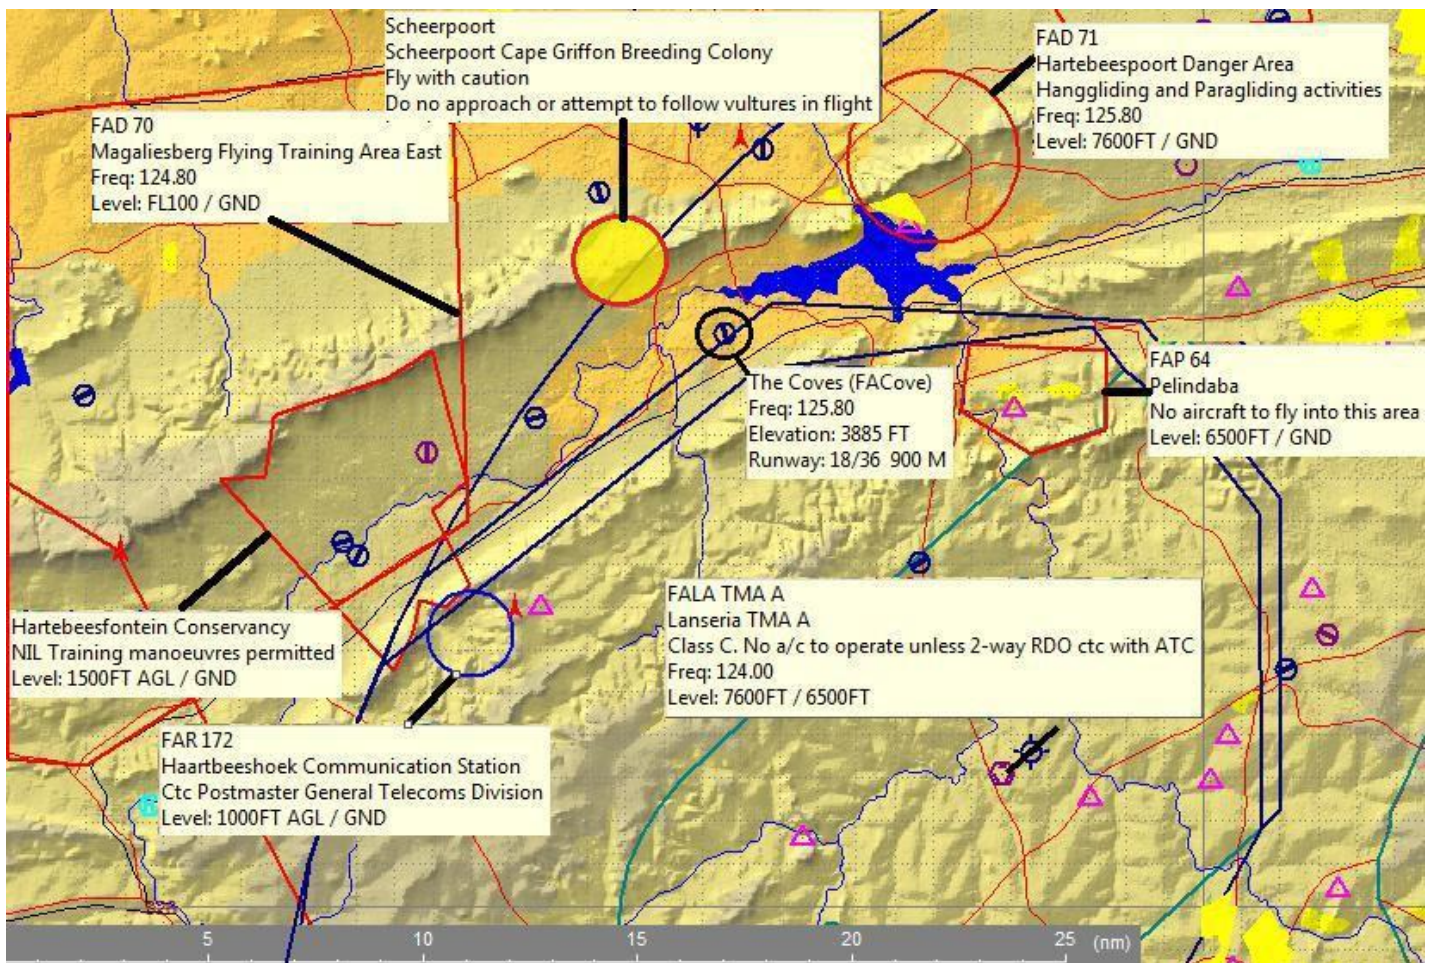 Scheerpoort
Scheerpoort Cape Griffon Breeding Colony
Fly with caution
Do no approach or attempt to follow vultures in flight
FAD 71
Hartebeespoort Danger Area
Hanggliding and Paragliding activities
Freq: 125.80
Level: 7600FT / GND
FAD 70
Magaliesberg Flying Training Area East
Freq: 124.80
Level: FL100 / GND
FAP 64
Pelindaba
No aircraft to fly into this area
Level: 6500FT / GND
The Coves (FACove)
Freq: 125.80
Elevation: 3885 FT
Runway: 18/36 900 M
FALA TMA A
Lanseria TMA A
Class C. No a/c to operate unless 2-way RDO ctc with ATC
Freq: 124.00
Level: 7600FT / 6500FT
Hartebeesfontein Conservancy
NIL Training manoeuvres permitted
Level: 1500FT AGL / GND
FAR 172
Haartbeeshoek Communication Station
Ctc Postmaster General Telecoms Division
Level: 1000FT AGL / GND
5 10 15 20 25 (nm)